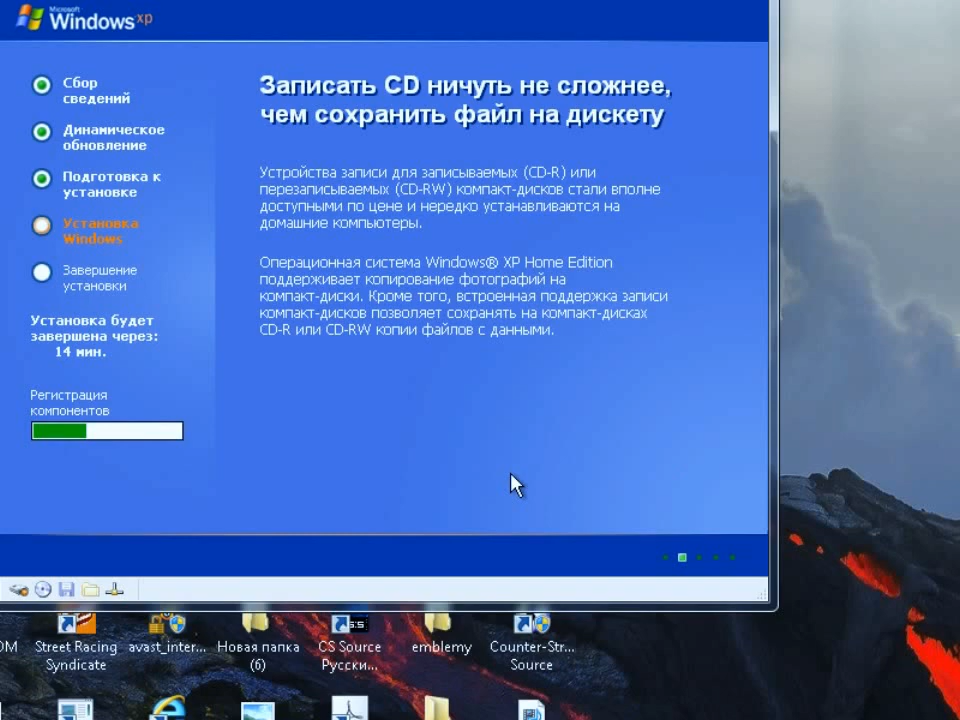 Microsoft
Windows xp
Сбор
сведений
Динамическое
обновление
Подготовка к
установке
Установка
Windows
Завершение
установки
Установка будет
завершена через:
14 мин.
Регистрация
компонентов
Записать CD ничуть не сложнее,
чем сохранить файл на дискету
Устройства записи для записываемых (CD-R) или
перезаписываемых (CD-RW) компакт-дисков стали вполне
доступными по цене и нередко устанавливаются на
домашние компьютеры.
Операционная система Windows® XP Home Edition
поддерживает копирование фотографий на
компакт-диски. Кроме того, встроенная поддержка записи
компакт-дисков позволяет сохранять на компакт-дисках
CD-R или CD-RW копии файлов с данными.
ОМ
Street Racing
Syndicate
avast_inter...
Новая папка
(6)
CS Source
Русски...
emblemy
Counter-Str...
Source